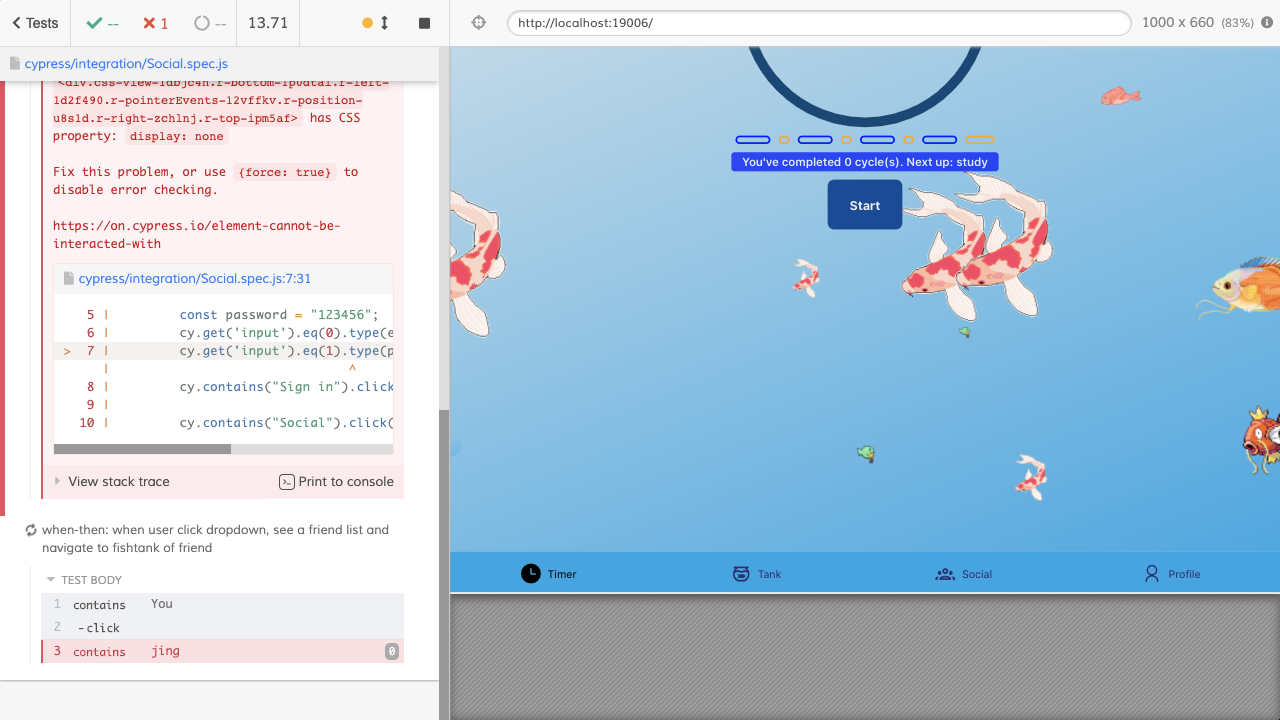 Tests
--
1
--
13.71
http://localhost:19006/
1000 x 660 (83%)
cypress/integration/Social.spec.js
<div.css-view-1dbjc4n.r-bottom-1p0dtai.r-left-
1d2f490.r-pointerEvents-12vffkv.r-position-
u8s1d.r-right-zchlnj.r-top-ipm5af> has CSS
property: display: none
Fix this problem, or use {force: true} to
disable error checking.
https://on.cypress.io/element-cannot-be-
interacted-with
cypress/integration/Social.spec.js:7:31
5 | const password = "123456";
6 | cy.get('input').eq(0).type(e
> 7 | cy.get('input').eq(1).type(p
| ^
8 | cy.contains("Sign in").click
9 |
10 | cy.contains("Social").click(
View stack trace
Print to console
when-then: when user click dropdown, see a friend list and
navigate to fishtank of friend
TEST BODY
1 contains You
2 -click
3 contains jing 0
You've completed 0 cycle(s). Next up: study
Start
Timer
Tank
Social
Profile